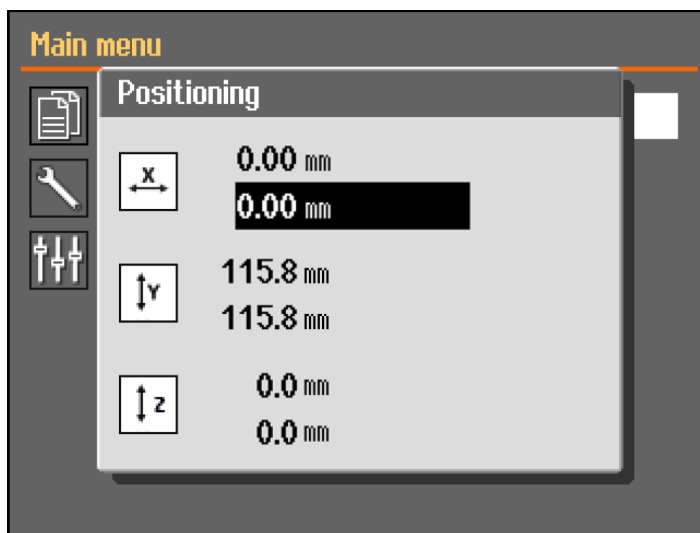 Main menu
Positioning
X
0.00 mm
0.00 mm
Y
115.8 mm
115.8 mm
Z
0.0 mm
0.0 mm